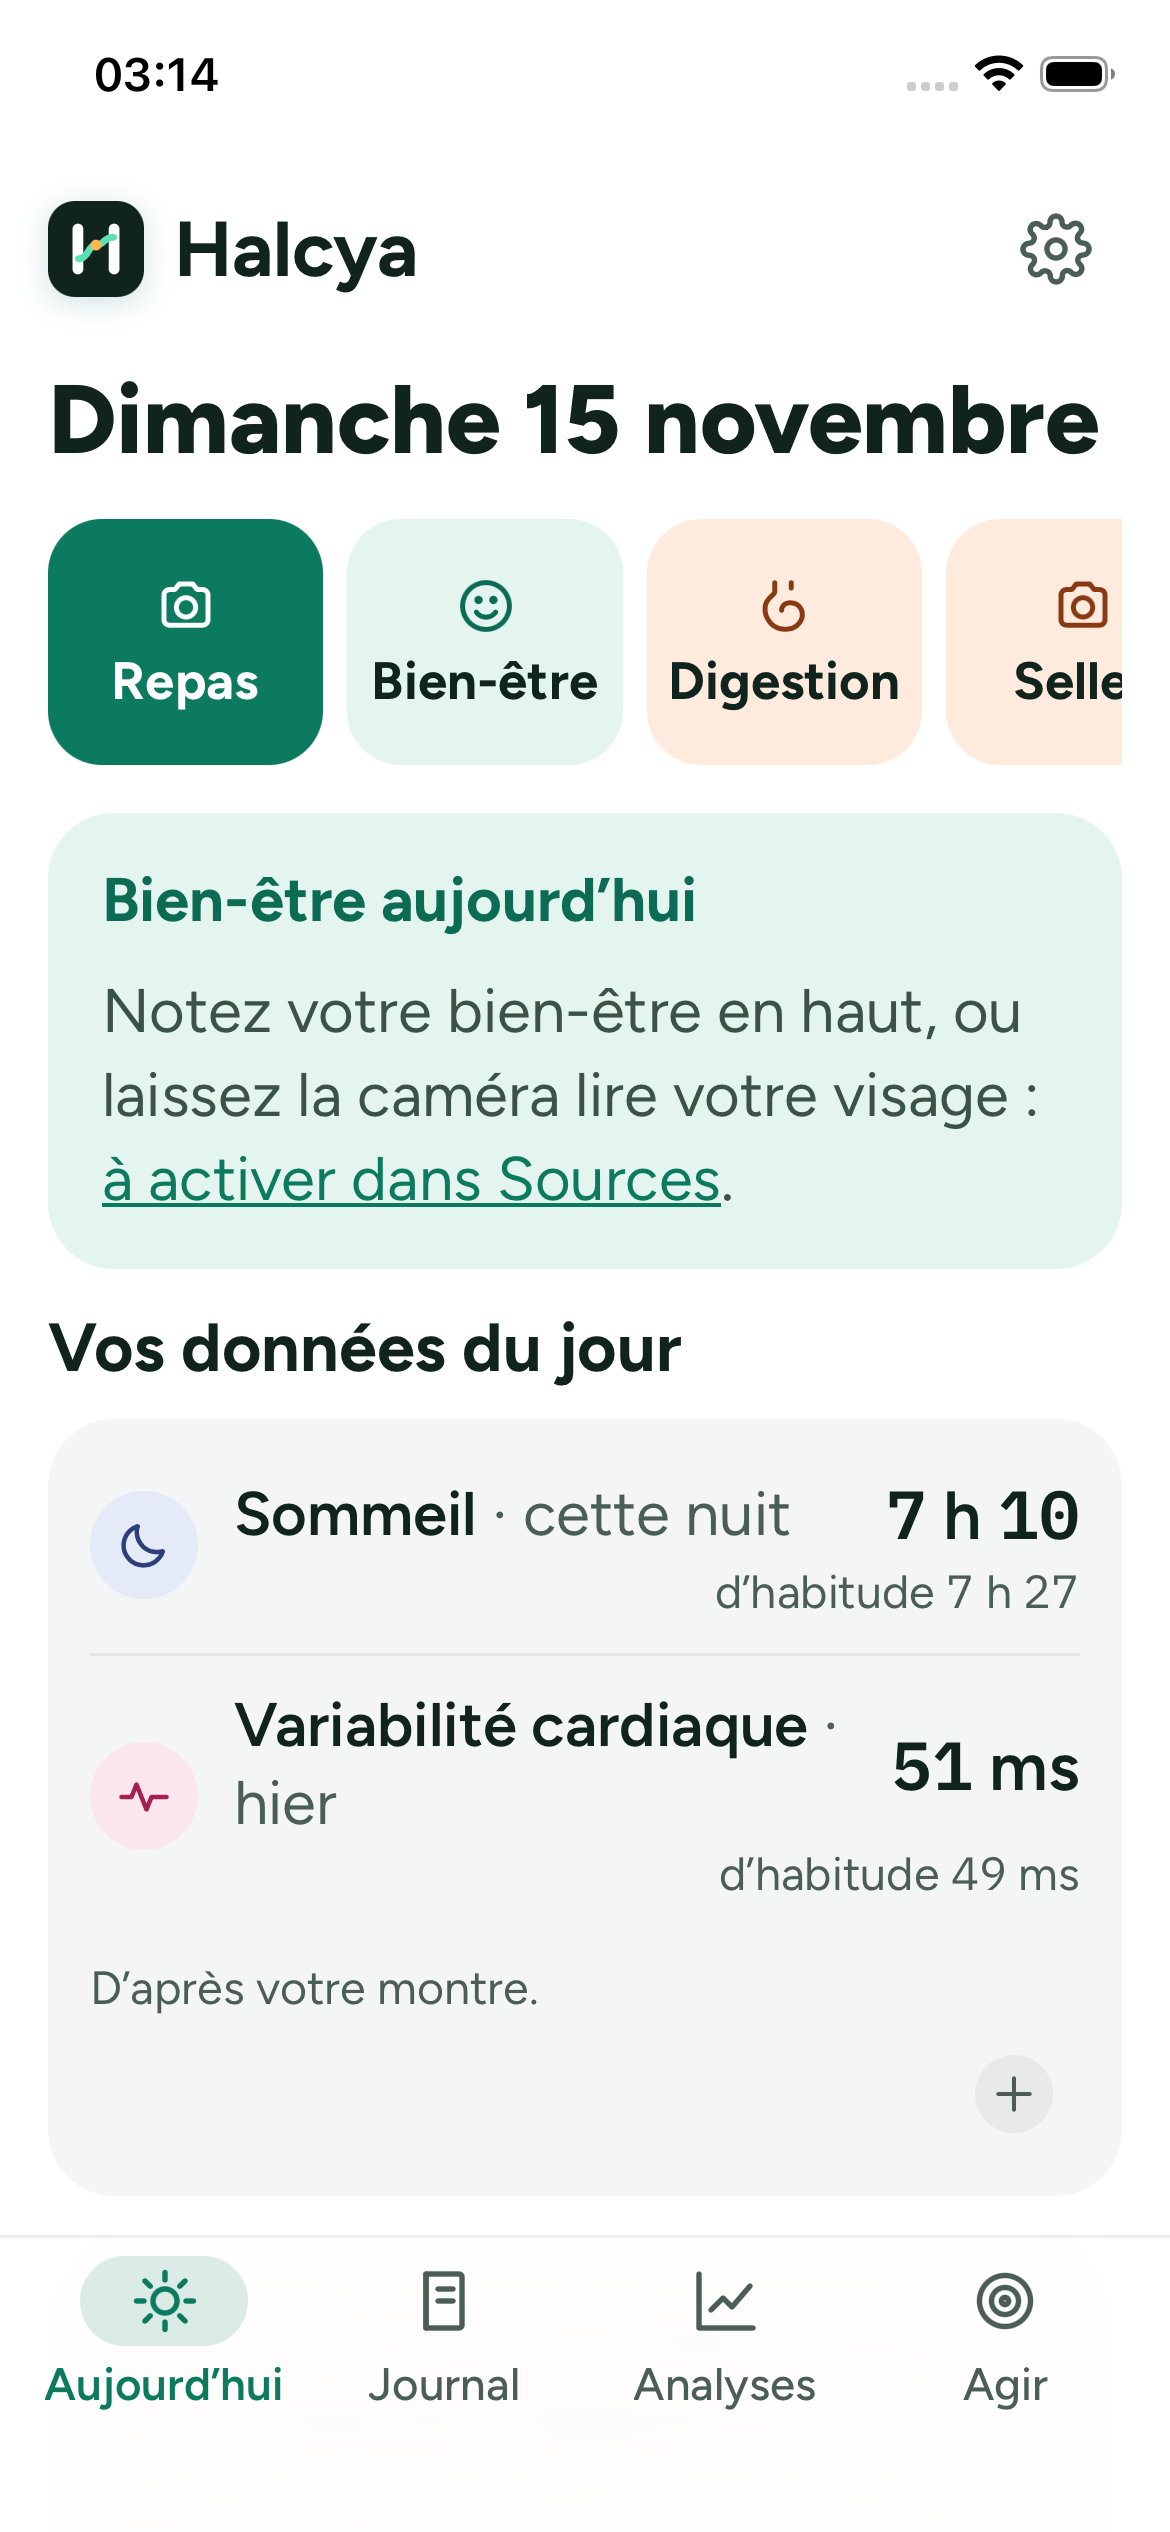 03:14
Halcya
Dimanche 15 novembre
Repas
Bien-être
Digestion
Selle
Bien-être aujourd’hui
Notez votre bien-être en haut, ou
laissez la caméra lire votre visage :
à activer dans Sources.
Vos données du jour
Sommeil · cette nuit
7 h 10
d’habitude 7 h 27
Variabilité cardiaque ·
hier
51 ms
d’habitude 49 ms
D’après votre montre.
Aujourd’hui
Journal
Analyses
Agir